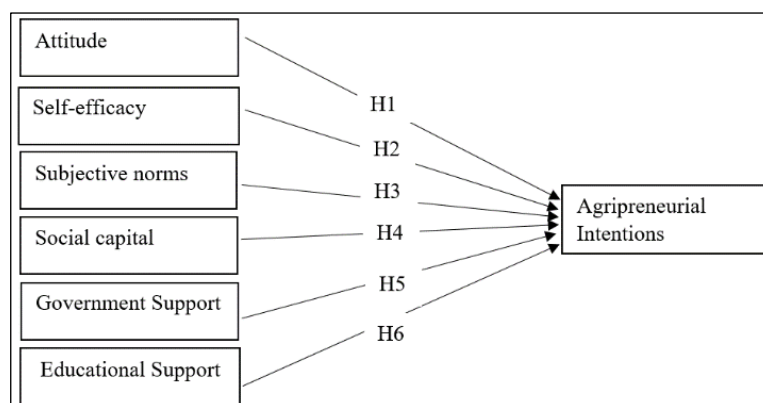 Attitude
H1
Self-efficacy
H2
Subjective norms
H3
Social capital
H4
Agripreneurial
Intentions
Government Support
H5
Educational Support
H6